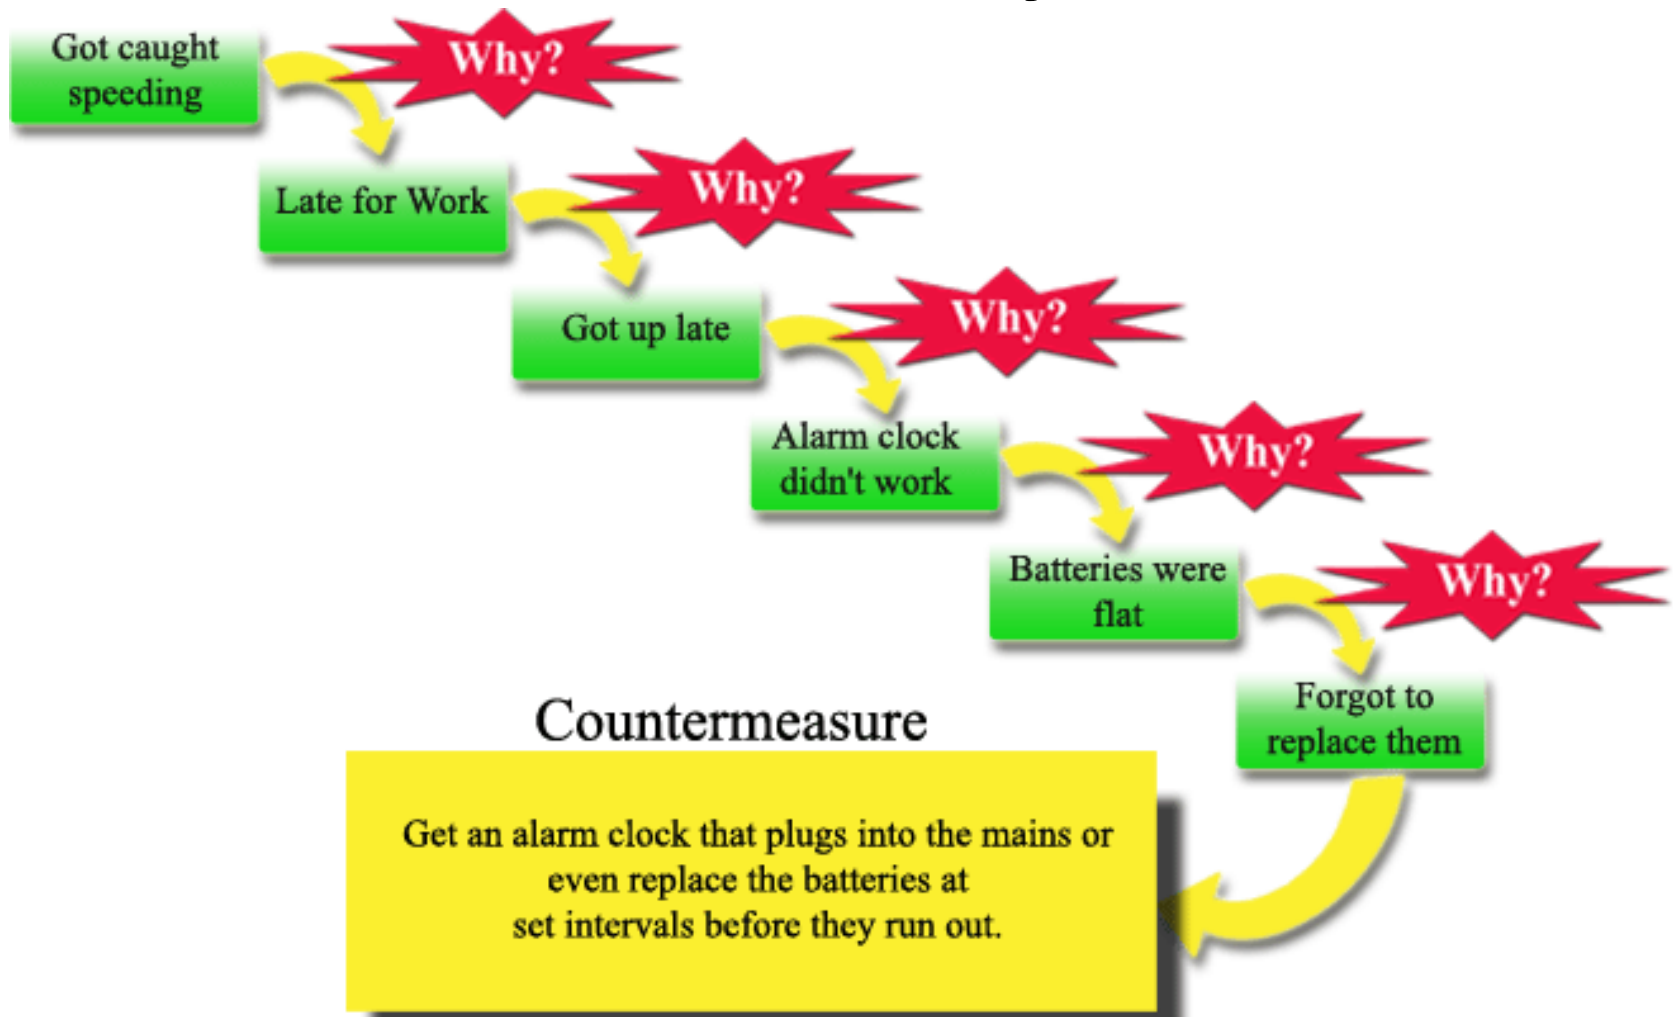 Got caught
speeding
Why?
Late for Work
Why?
Got up late
Why?
Alarm clock
didn't work
Why?
Batteries were
flat
Why?
Forgot to
replace them
Countermeasure
Get an alarm clock that plugs into the mains or
even replace the batteries at
set intervals before they run out.